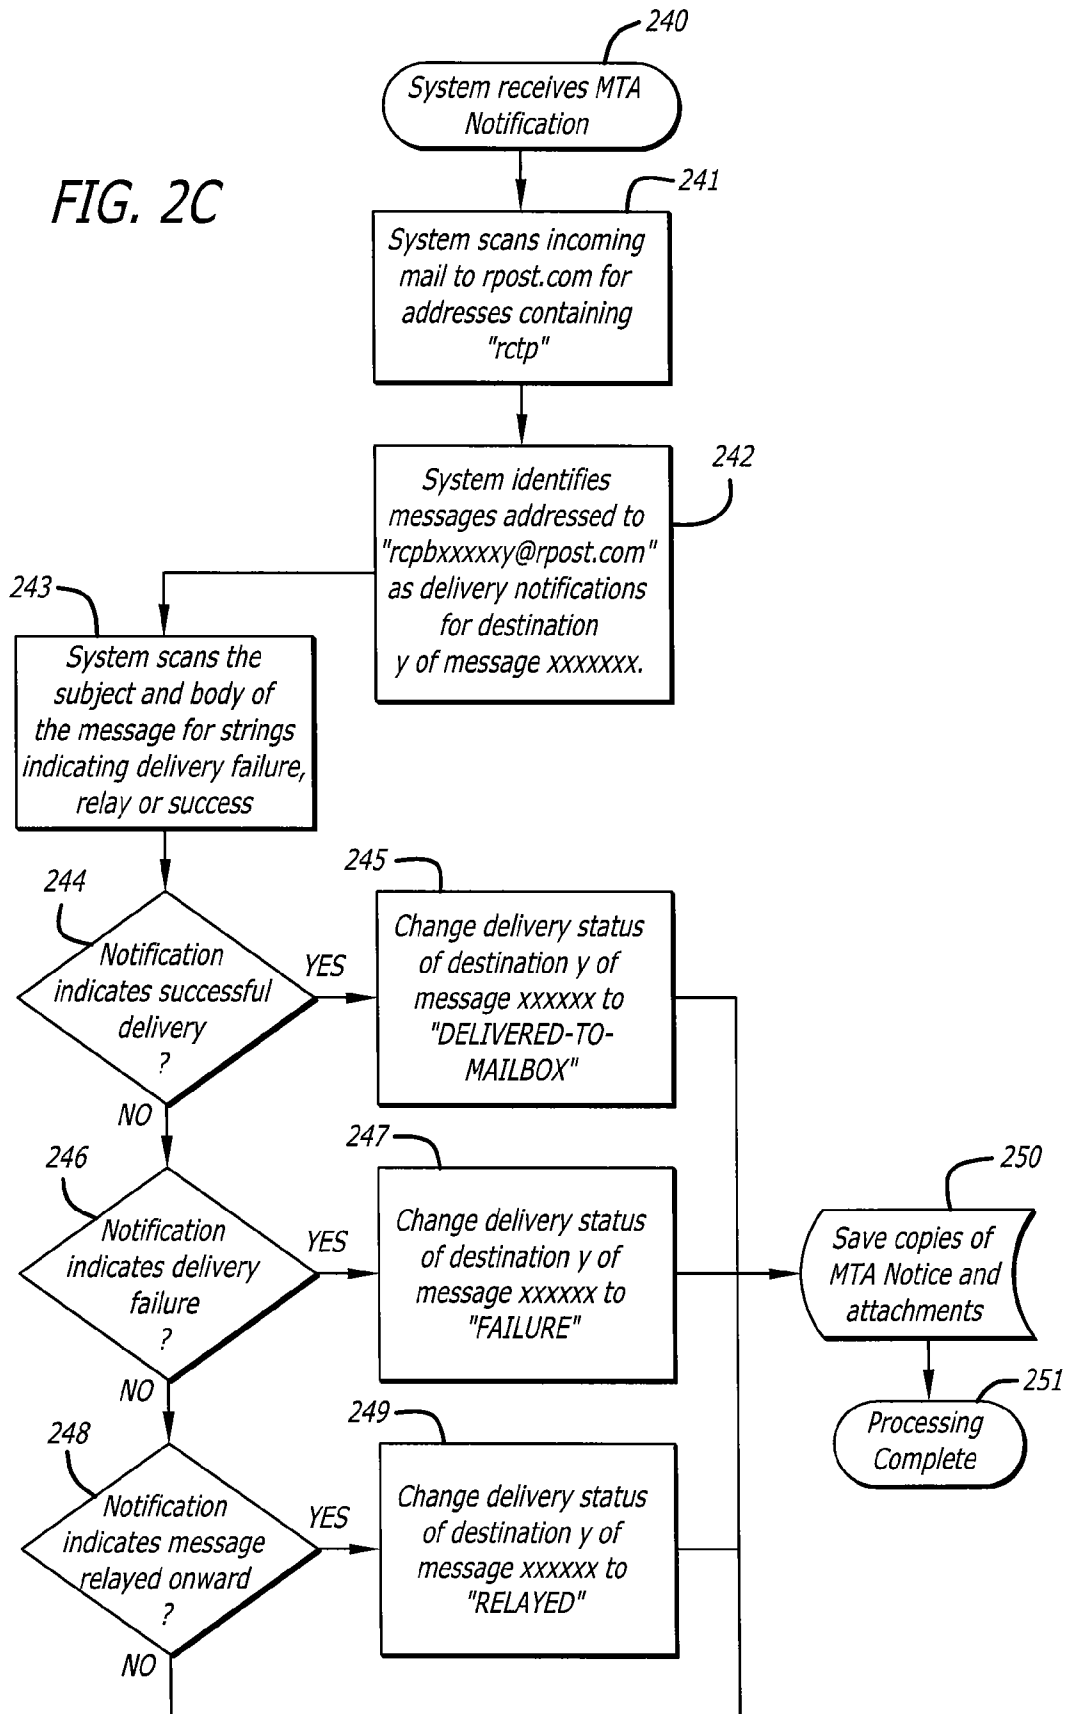 240
System receives MTA
Notification
FIG. 2C
241
System scans incoming
mail to rpost.com for
addresses containing
"rctp"
242
System identifies
messages addressed to
"rcpbxxxxxy@rpost.com"
as delivery notifications
for destination
y of message xxxxxxx.
243
System scans the
subject and body of
the message for strings
indicating delivery failure,
relay or success
244
Notification
indicates successful
delivery
?
YES
NO
245
Change delivery status
of destination y of
message xxxxxx to
"DELIVERED-TO-
MAILBOX"
246
Notification
indicates delivery
failure
?
YES
NO
247
Change delivery status
of destination y of
message xxxxxx to
"FAILURE"
248
Notification
indicates message
relayed onward
?
YES
NO
249
Change delivery status
of destination y of
message xxxxxx to
"RELAYED"
250
Save copies of
MTA Notice and
attachments
251
Processing
Complete